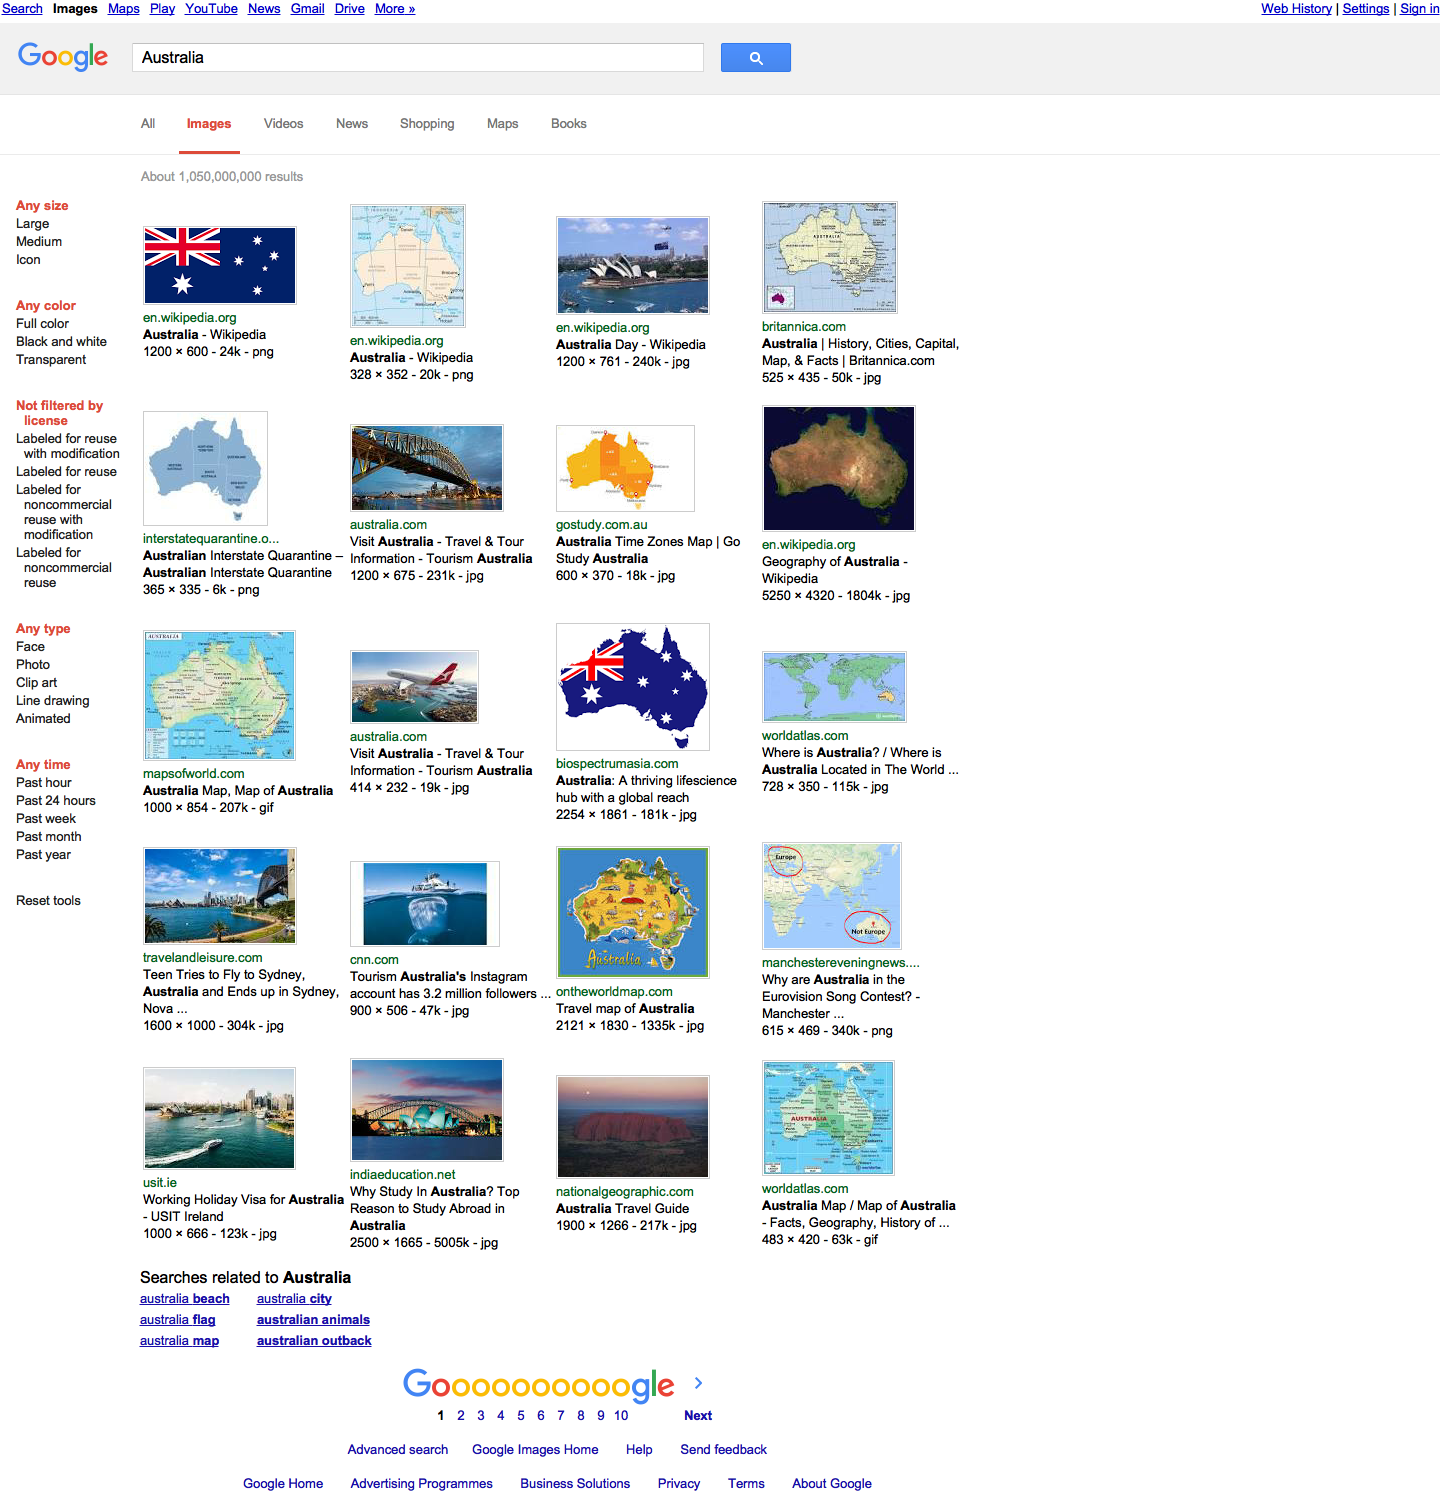 Search Images Maps Play YouTube News Gmail Drive More »
Web History | Settings | Sign in
Google
Australia
All Images Videos News Shopping Maps Books
About 1,050,000,000 results
Any size
Large
Medium
Icon
Any color
Full color
Black and white
Transparent
Not filtered by
license
Labeled for reuse
with modification
Labeled for reuse
Labeled for
noncommercial
reuse with
modification
Labeled for
noncommercial
reuse
Any type
Face
Photo
Clip art
Line drawing
Animated
Any time
Past hour
Past 24 hours
Past week
Past month
Past year
Reset tools
en.wikipedia.org
Australia - Wikipedia
1200 × 600 - 24k - png
en.wikipedia.org
Australia - Wikipedia
328 × 352 - 20k - png
en.wikipedia.org
Australia Day - Wikipedia
1200 × 761 - 240k - jpg
AUSTRALIA
britannica.com
Australia | History, Cities, Capital,
Map, & Facts | Britannica.com
525 × 435 - 50k - jpg
interstatequarantine.o...
Australian Interstate Quarantine –
Australian Interstate Quarantine
365 × 335 - 6k - png
australia.com
Visit Australia - Travel & Tour
Information - Tourism Australia
1200 × 675 - 231k - jpg
gostudy.com.au
Australia Time Zones Map | Go
Study Australia
600 × 370 - 18k - jpg
en.wikipedia.org
Geography of Australia -
Wikipedia
5250 × 4320 - 1804k - jpg
AUSTRALIA
mapsofworld.com
Australia Map, Map of Australia
1000 × 854 - 207k - gif
australia.com
Visit Australia - Travel & Tour
Information - Tourism Australia
414 × 232 - 19k - jpg
biospectrumasia.com
Australia: A thriving lifescience
hub with a global reach
2254 × 1861 - 181k - jpg
worldatlas.com
Where is Australia? / Where is
Australia Located in The World ...
728 × 350 - 115k - jpg
travelandleisure.com
Teen Tries to Fly to Sydney,
Australia and Ends up in Sydney,
Nova ...
1600 × 1000 - 304k - jpg
cnn.com
Tourism Australia's Instagram
account has 3.2 million followers ...
900 × 506 - 47k - jpg
Australia
ontheworldmap.com
Travel map of Australia
2121 × 1830 - 1335k - jpg
Europe
Not Europe
manchestereveningnews....
Why are Australia in the
Eurovision Song Contest? -
Manchester ...
615 × 469 - 340k - png
usit.ie
Working Holiday Visa for Australia
- USIT Ireland
1000 × 666 - 123k - jpg
indiaeducation.net
Why Study In Australia? Top
Reason to Study Abroad in
Australia
2500 × 1665 - 5005k - jpg
nationalgeographic.com
Australia Travel Guide
1900 × 1266 - 217k - jpg
AUSTRALIA
worldatlas.com
Australia Map / Map of Australia
- Facts, Geography, History of ...
483 × 420 - 63k - gif
Searches related to Australia
australia beach australia city
australia flag australian animals
australia map australian outback
Goooooooooogle
1 2 3 4 5 6 7 8 9 10 Next
Advanced search Google Images Home Help Send feedback
Google Home Advertising Programmes Business Solutions Privacy Terms About Google